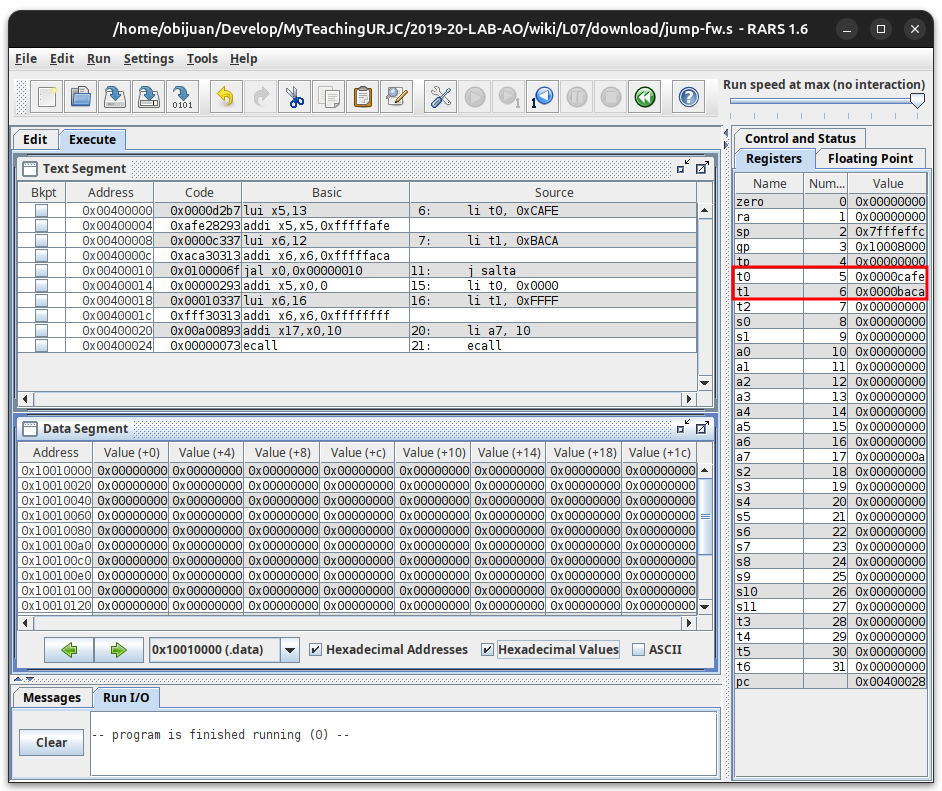 /home/obijuan/Develop/MyTeachingURJC/2019-20-LAB-AO/wiki/L07/download/jump-fw.s - RARS 1.6
File Edit Run Settings Tools Help
Run speed at max (no interaction)
Edit Execute
Text Segment
Bkpt Address Code Basic Source
0x00400000 0x0000d2b7 lui x5,13 6: li t0, 0xCAFE
0x00400004 0xafe28293 addi x5,x5,0xfffffafe
0x00400008 0x0000c337 lui x6,12 7: li t1, 0xBACA
0x0040000c 0xaca30313 addi x6,x6,0xfffffaca
0x00400010 0x0100006f jal x0,0x00000010 11: j salta
0x00400014 0x00000293 addi x5,x0,0 15: li t0, 0x0000
0x00400018 0x00010337 lui x6,16 16: li t1, 0xFFFF
0x0040001c 0xfff30313 addi x6,x6,0xffffffff
0x00400020 0x00a00893 addi x17,x0,10 20: li a7, 10
0x00400024 0x00000073 ecall 21: ecall
Data Segment
Address Value (+0) Value (+4) Value (+8) Value (+c) Value (+10) Value (+14) Value (+18) Value (+1c)
0x10010000 0x00000000 0x00000000 0x00000000 0x00000000 0x00000000 0x00000000 0x00000000 0x00000000
0x10010020 0x00000000 0x00000000 0x00000000 0x00000000 0x00000000 0x00000000 0x00000000 0x00000000
0x10010040 0x00000000 0x00000000 0x00000000 0x00000000 0x00000000 0x00000000 0x00000000 0x00000000
0x10010060 0x00000000 0x00000000 0x00000000 0x00000000 0x00000000 0x00000000 0x00000000 0x00000000
0x10010080 0x00000000 0x00000000 0x00000000 0x00000000 0x00000000 0x00000000 0x00000000 0x00000000
0x100100a0 0x00000000 0x00000000 0x00000000 0x00000000 0x00000000 0x00000000 0x00000000 0x00000000
0x100100c0 0x00000000 0x00000000 0x00000000 0x00000000 0x00000000 0x00000000 0x00000000 0x00000000
0x100100e0 0x00000000 0x00000000 0x00000000 0x00000000 0x00000000 0x00000000 0x00000000 0x00000000
0x10010100 0x00000000 0x00000000 0x00000000 0x00000000 0x00000000 0x00000000 0x00000000 0x00000000
0x10010120 0x00000000 0x00000000 0x00000000 0x00000000 0x00000000 0x00000000 0x00000000 0x00000000
0x10010000 (.data) Hexadecimal Addresses Hexadecimal Values ASCII
Messages Run I/O
Clear
-- program is finished running (0) --
Control and Status
Registers Floating Point
Name Num... Value
zero 0 0x00000000
ra 1 0x00000000
sp 2 0x7fffeffc
gp 3 0x10008000
tp 4 0x00000000
t0 5 0x0000cafe
t1 6 0x0000baca
t2 7 0x00000000
s0 8 0x00000000
s1 9 0x00000000
a0 10 0x00000000
a1 11 0x00000000
a2 12 0x00000000
a3 13 0x00000000
a4 14 0x00000000
a5 15 0x00000000
a6 16 0x00000000
a7 17 0x0000000a
s2 18 0x00000000
s3 19 0x00000000
s4 20 0x00000000
s5 21 0x00000000
s6 22 0x00000000
s7 23 0x00000000
s8 24 0x00000000
s9 25 0x00000000
s10 26 0x00000000
s11 27 0x00000000
t3 28 0x00000000
t4 29 0x00000000
t5 30 0x00000000
t6 31 0x00000000
pc 0x00400028